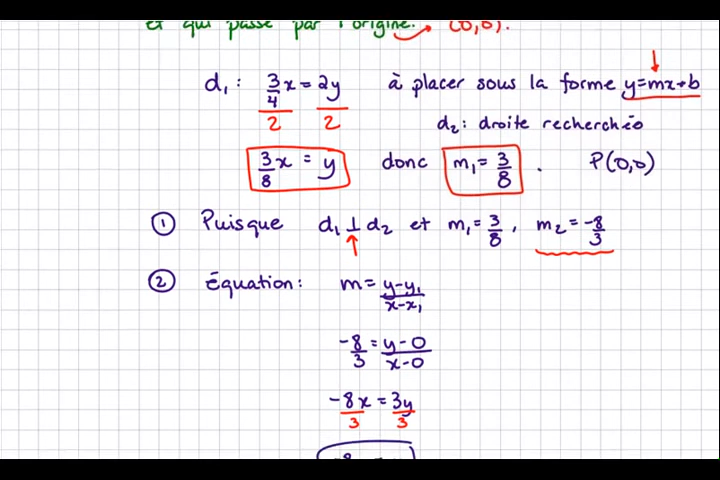 et qui passe par l'origine. → (0,0).
d₁ : 3/4 x = 2y à placer sous la forme y=mx+b
2 2 d₂ : droite recherchée
3/8 x = y donc m₁ = 3/8 . P(0,0)
① Puisque d₁ ⊥ d₂ et m₁ = 3/8 , m₂ = -8/3
② Équation : m = y-y₁/x-x₁
-8/3 = y-0/x-0
-8x = 3y
3 3